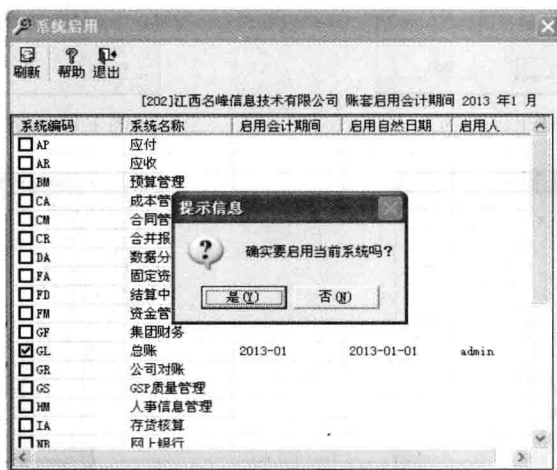 系统启用
刷新 帮助 退出
[202]江西名峰信息技术有限公司 账套启用会计期间 2013 年1 月
系统编码 系统名称 启用会计期间 启用自然日期 启用人
AP 应付
AR 应收
BM 预算管理
CA 成本管
CM 合同管
CR 合并报
DA 数据分
FA 固定资
FD 结算中
FM 资金管
GF 集团财务
GL 总账 2013-01 2013-01-01 admin
GR 公司对账
GS GSP质量管理
HM 人事信息管理
IA 存货核算
NB 网上银行
提示信息
确实要启用当前系统吗?
是(Y) 否(N)